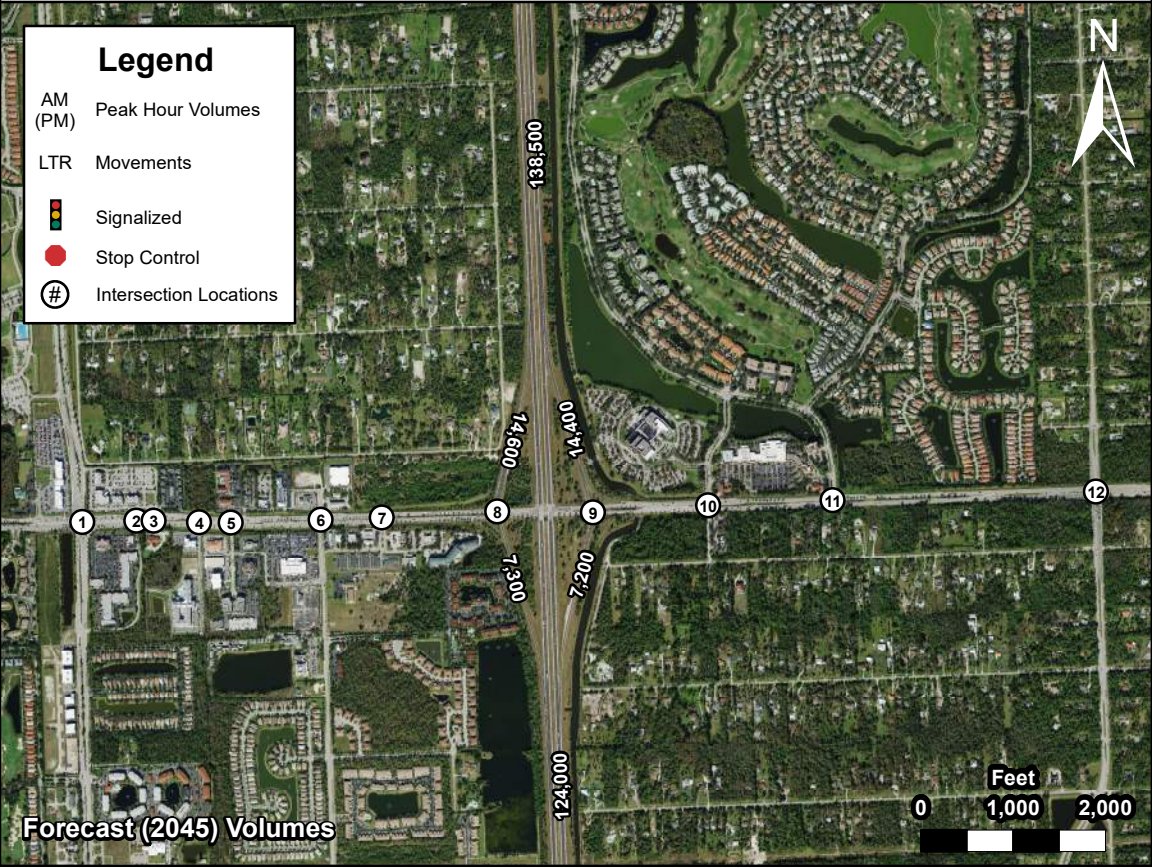 Legend
AM
(PM)
Peak Hour Volumes
LTR
Movements
Signalized
Stop Control
#
Intersection Locations
N
138,500
14,600
14,400
1
2
3
4
5
6
7
8
9
10
11
12
7,300
7,200
124,000
Feet
0 1,000 2,000
Forecast (2045) Volumes